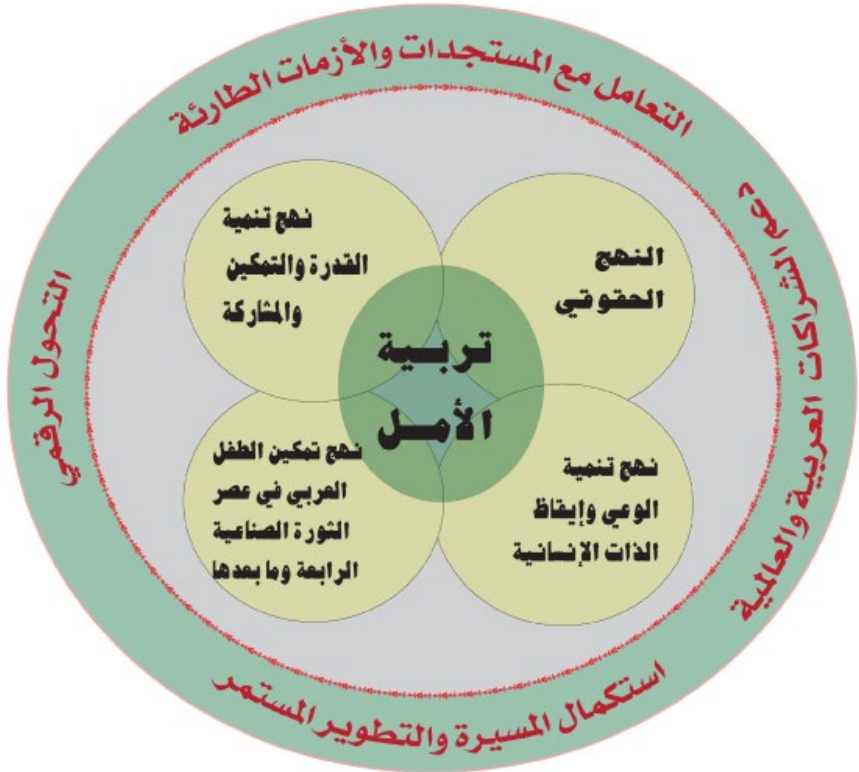 التعامل مع المستجدات والأزمات الطارئة
دعم الشراكات العربية والعالمية
النهج
الحقوقي
نهج تنمية
القدرة والتمكين
والمشاركة
تربية
الأمل
نهج تنمية
الوعي وإيقاظ
الذات الإنسانية
نهج تمكين الطفل
العربي في عصر
الثورة الصناعية
الرابعة وما بعدها
التحول الرقمي
استكمال المسيرة والتطوير المستمر